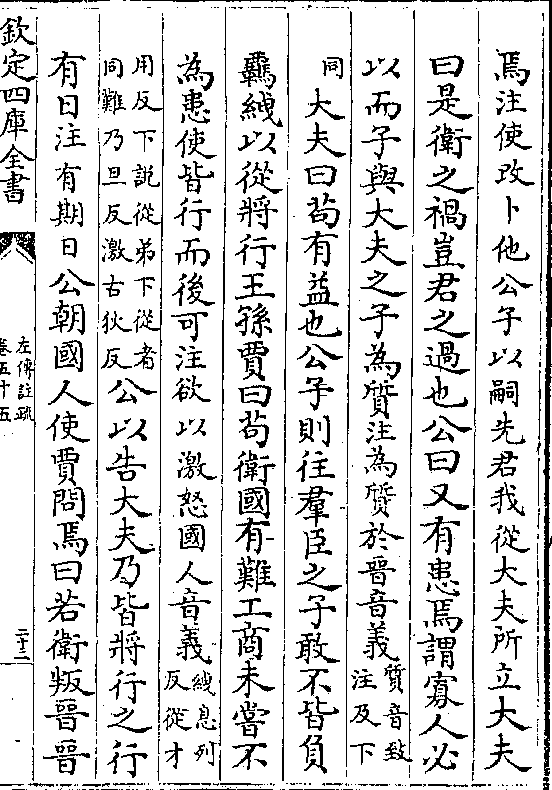 焉注使改卜他公子以嗣先君我從大夫所立大夫
曰是衛之禍豈君之過也公曰又有患焉謂寡人必
以而子與大夫之子為質注為質於晉音義質音致注及下
同大夫曰苟有益也公子則往羣臣之子敢不皆負
羈絏以從將行王孫賈曰苟衛國有難工商未嘗不
為患使皆行而後可注欲以激怒國人音義絏息列反從才
用反下說從弟下從者同難乃旦反激古狄反公以告大夫乃皆將行之行
有日注有期日公朝國人使賈問焉曰若衛叛晉晉
欽定四庫全書
左傳註疏
卷五十五
二十二